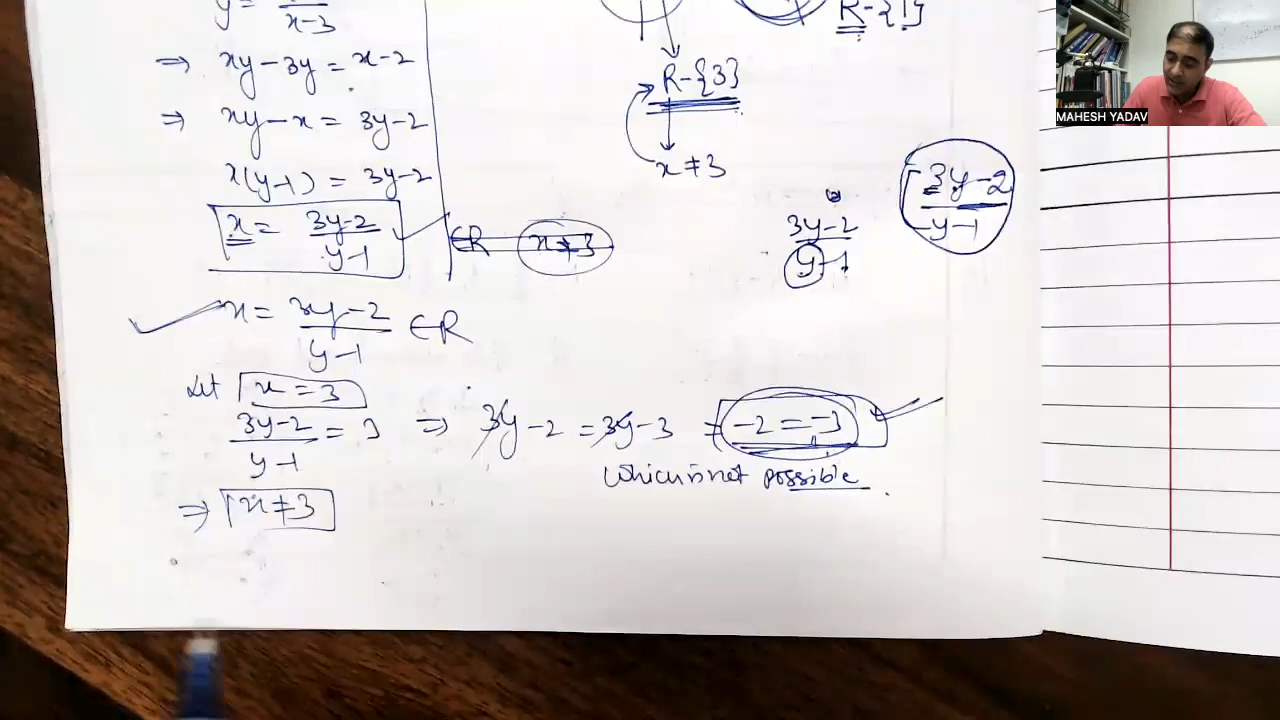 y =
x-3
R-{1}
⇒ xy-3y = x-2
R-{3}
⇒ xy-x = 3y-2
x≠3
x(y-1) = 3y-2
x = 3y-2 / y-1
∈R x≠3
3y-2 / y-1
3y-2 / y-1
x = 3y-2 / y-1 ∈R
Let x = 3
3y-2 / y-1 = 3 ⇒ 3y-2 = 3y-3 = -2 = -3
Which is not possible.
⇒ x≠3
MAHESH YADAV